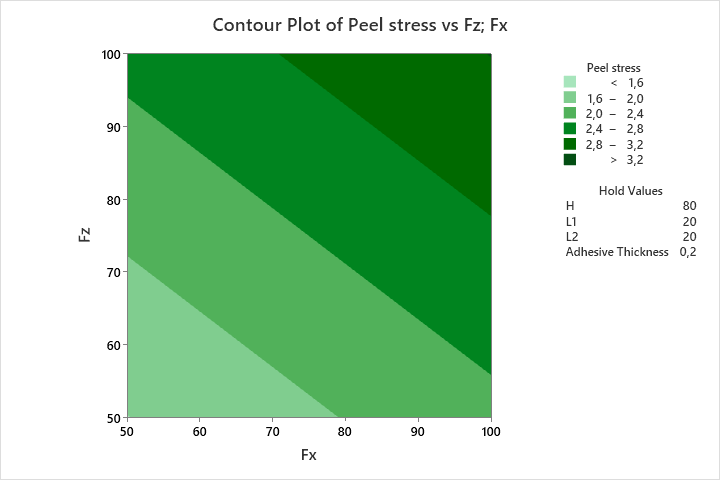 Contour Plot of Peel stress vs Fz; Fx
Peel stress
< 1,6
1,6 – 2,0
2,0 – 2,4
2,4 – 2,8
2,8 – 3,2
> 3,2
Hold Values
H 80
L1 20
L2 20
Adhesive Thickness 0,2
Fz
100
90
80
70
60
50
50 60 70 80 90 100
Fx